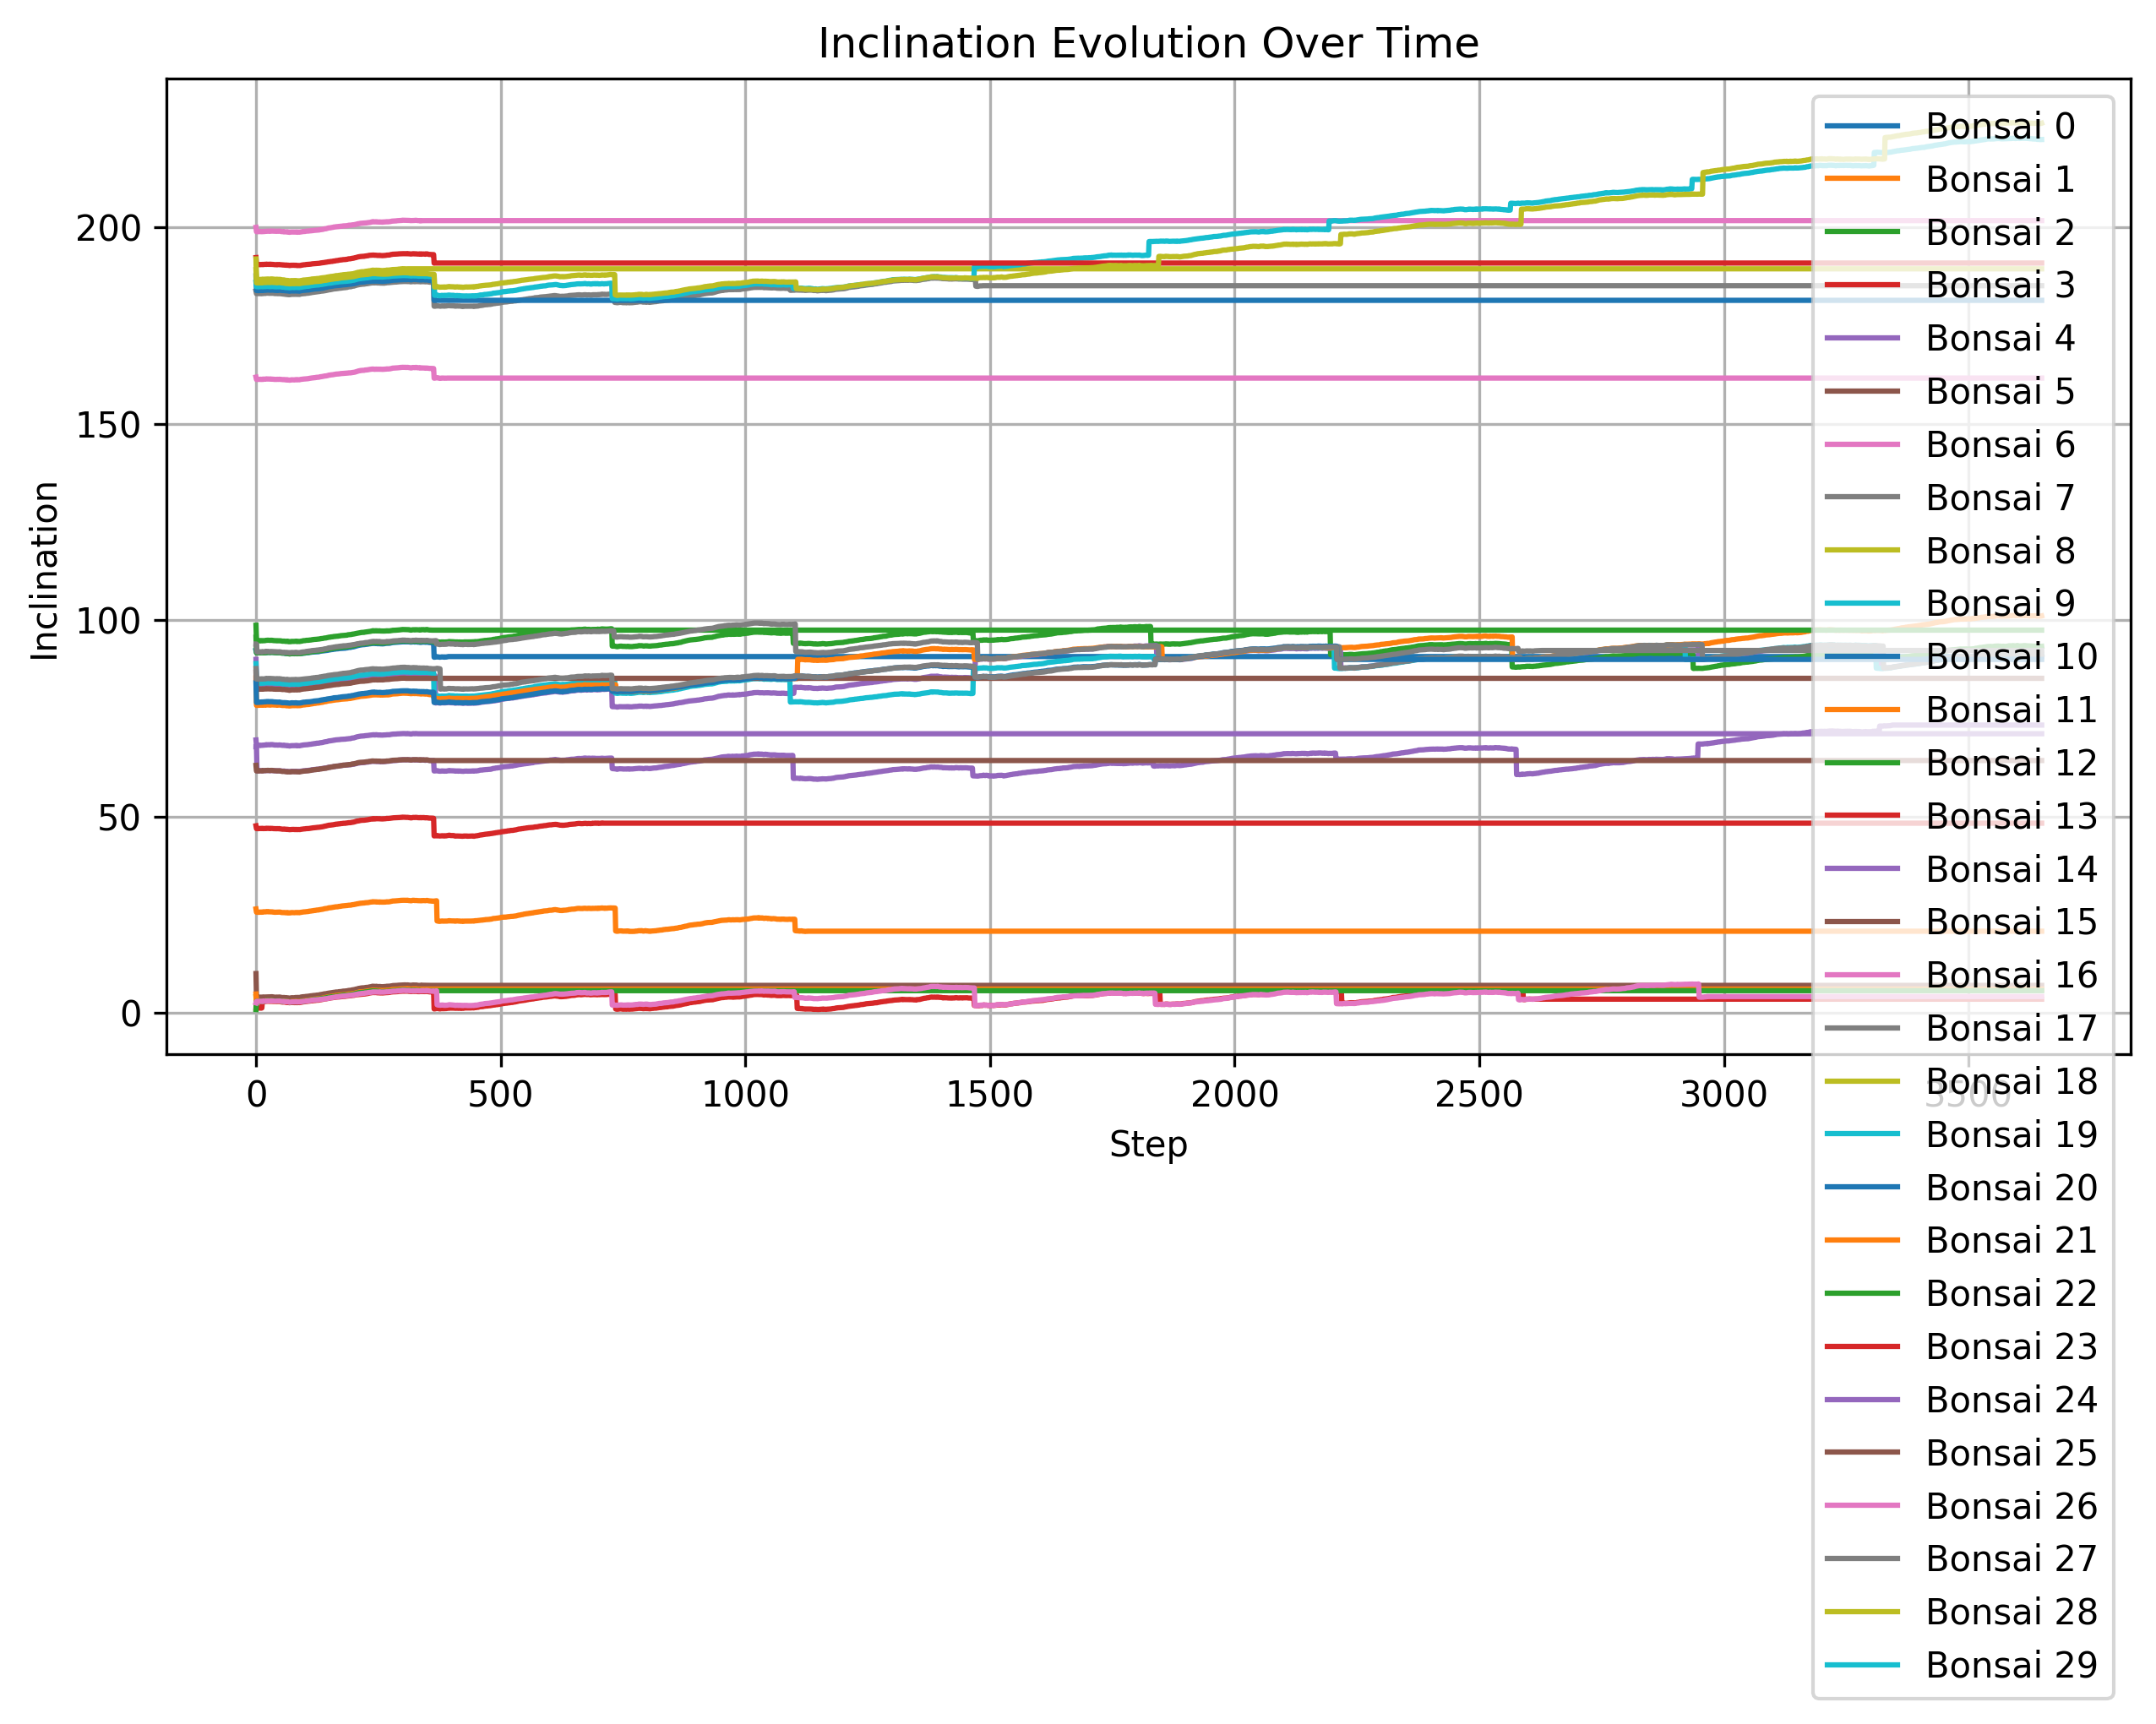 Inclination Evolution Over Time
Inclination
200
150
100
50
0
0 500 1000 1500 2000 2500 3000 3500
Step
Bonsai 0
Bonsai 1
Bonsai 2
Bonsai 3
Bonsai 4
Bonsai 5
Bonsai 6
Bonsai 7
Bonsai 8
Bonsai 9
Bonsai 10
Bonsai 11
Bonsai 12
Bonsai 13
Bonsai 14
Bonsai 15
Bonsai 16
Bonsai 17
Bonsai 18
Bonsai 19
Bonsai 20
Bonsai 21
Bonsai 22
Bonsai 23
Bonsai 24
Bonsai 25
Bonsai 26
Bonsai 27
Bonsai 28
Bonsai 29